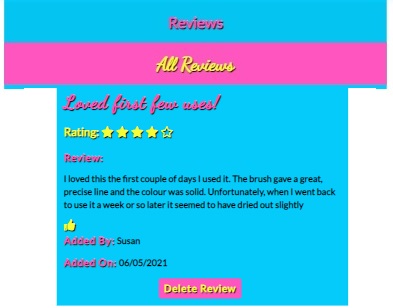 Reviews
All Reviews
Loved first few uses!
Rating:
Review:
I loved this the first couple of days I used it. The brush gave a great,
precise line and the colour was solid. Unfortunately, when I went back
to use it a week or so later it seemed to have dried out slightly
Added By: Susan
Added On: 06/05/2021
Delete Review